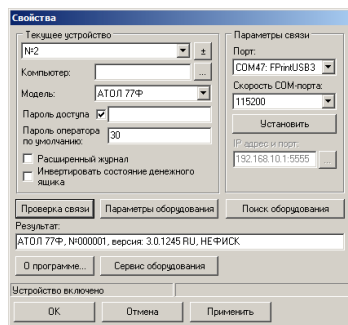 Свойства
Текущее устройство
№2
±
Компьютер:
...
Модель:
АТОЛ 77Ф
Пароль доступа
Пароль оператора
по умолчанию:
30
Расширенный журнал
Инвертировать состояние денежного
ящика
Параметры связи
Порт:
COM47: FPrintUSB3
Скорость COM-порта:
115200
Установить
IP адрес и порт:
192.168.10.1:5555
...
Проверка связи
Параметры оборудования
Поиск оборудования
Результат:
АТОЛ 77Ф, №000001, версия: 3.0.1245 RU, НЕ ФИСК
О программе...
Сервис оборудования
Устройство включено
OK
Отмена
Применить